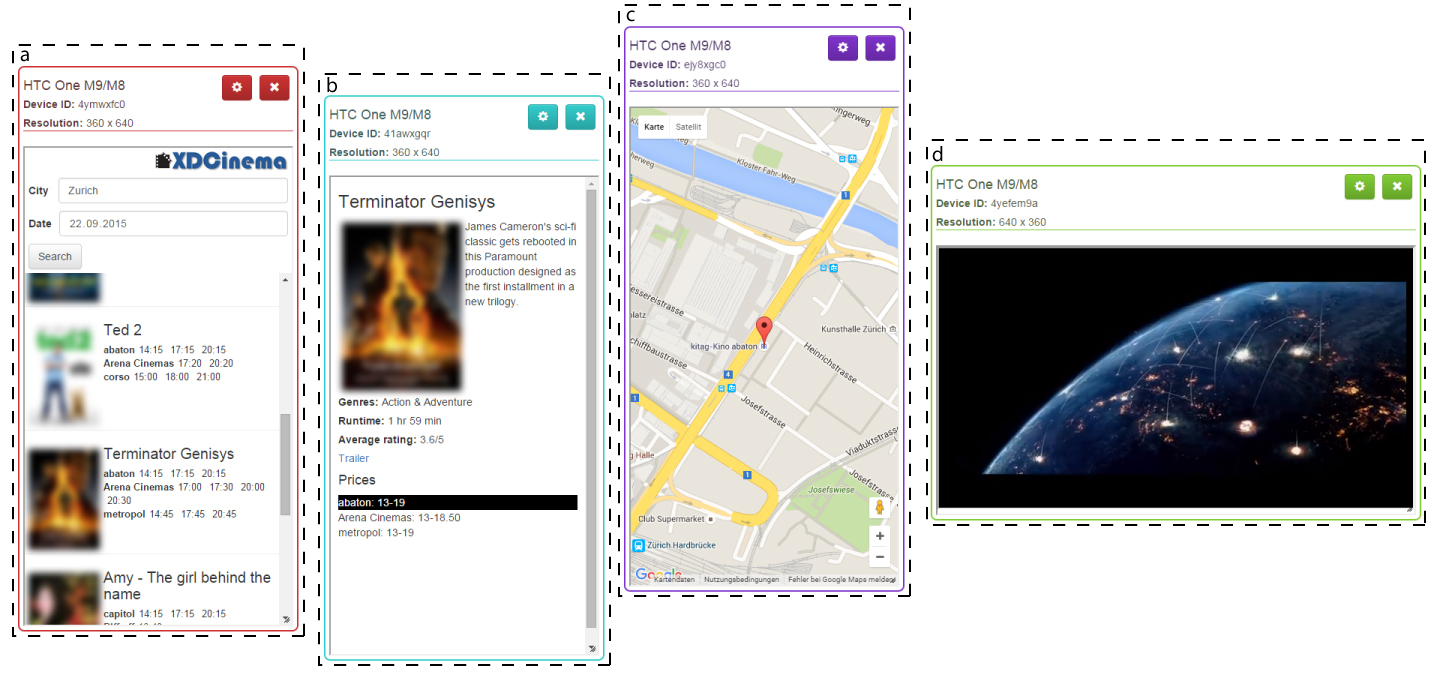 a
HTC One M9/M8
Device ID: 4ymwxfc0
Resolution: 360 x 640
XDCinema
City Zurich
Date 22.09.2015
Search
Ted 2
abaton 14:15 17:15 20:15
Arena Cinemas 17:20 20:20
corso 15:00 18:00 21:00
Terminator Genisys
abaton 14:15 17:15 20:15
Arena Cinemas 17:00 17:30 20:00
20:30
metropol 14:45 17:45 20:45
Amy - The girl behind the
name
capitol 14:15 17:15 20:15
b
HTC One M9/M8
Device ID: 41awxgqr
Resolution: 360 x 640
Terminator Genisys
James Cameron's sci-fi
classic gets rebooted in
this Paramount
production designed as
the first installment in a
new trilogy.
Genres: Action & Adventure
Runtime: 1 hr 59 min
Average rating: 3.6/5
Trailer
Prices
abaton: 13-19
Arena Cinemas: 13-18.50
metropol: 13-19
c
HTC One M9/M8
Device ID: ejy8xgc0
Resolution: 360 x 640
Karte Satellit
ingerweg
Kloster Fahr-Weg
herweg
1
esserelstrasse
platz
Kunsthalle Zürich
kitag-Kino abaton
chiffbaustrasse
Heinrichstrasse
4
1
Josefstrasse
Josefstrasse
Viaduktstrasse
g Halle
1
Josefswiese
Club Supermarket
Zürich Hardbrücke
Google
Kartendaten Nutzungsbedingungen Fehler bei Google Maps melden
d
HTC One M9/M8
Device ID: 4yefem9a
Resolution: 640 x 360